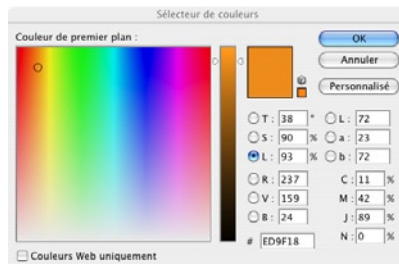 Sélecteur de couleurs
Couleur de premier plan :
OK
Annuler
Personnalisé
T : 38 ° L : 72
S : 90 % a : 23
L : 93 % b : 72
R : 237 C : 11 %
V : 159 M : 42 %
B : 24 J : 89 %
# ED9F18 N : 0 %
Couleurs Web uniquement